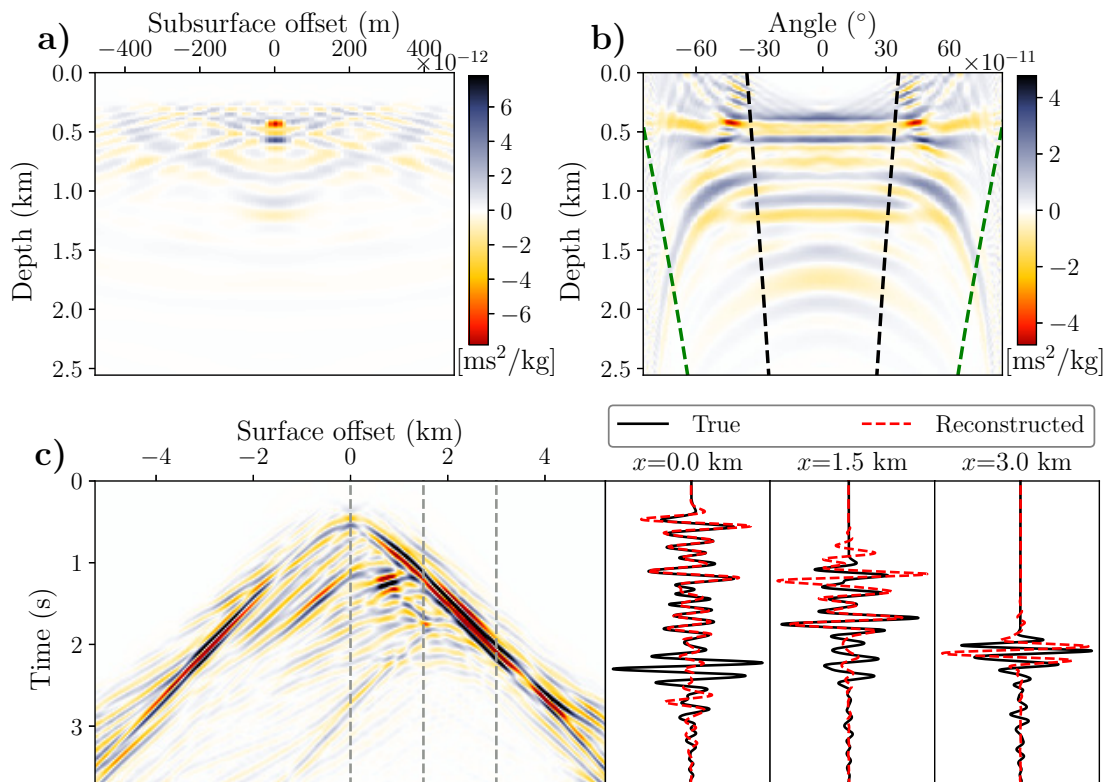 a)
Subsurface offset (m)
−400 −200 0 200 400
×10−12
0.0
0.5
1.0
1.5
2.0
2.5
Depth (km)
6
4
2
0
−2
−4
−6
[ms2/kg]
b)
Angle (°)
−60 −30 0 30 60
×10−11
0.0
0.5
1.0
1.5
2.0
2.5
Depth (km)
4
2
0
−2
−4
[ms2/kg]
c)
Surface offset (km)
−4 −2 0 2 4
0
1
2
3
Time (s)
True Reconstructed
x=0.0 km x=1.5 km x=3.0 km